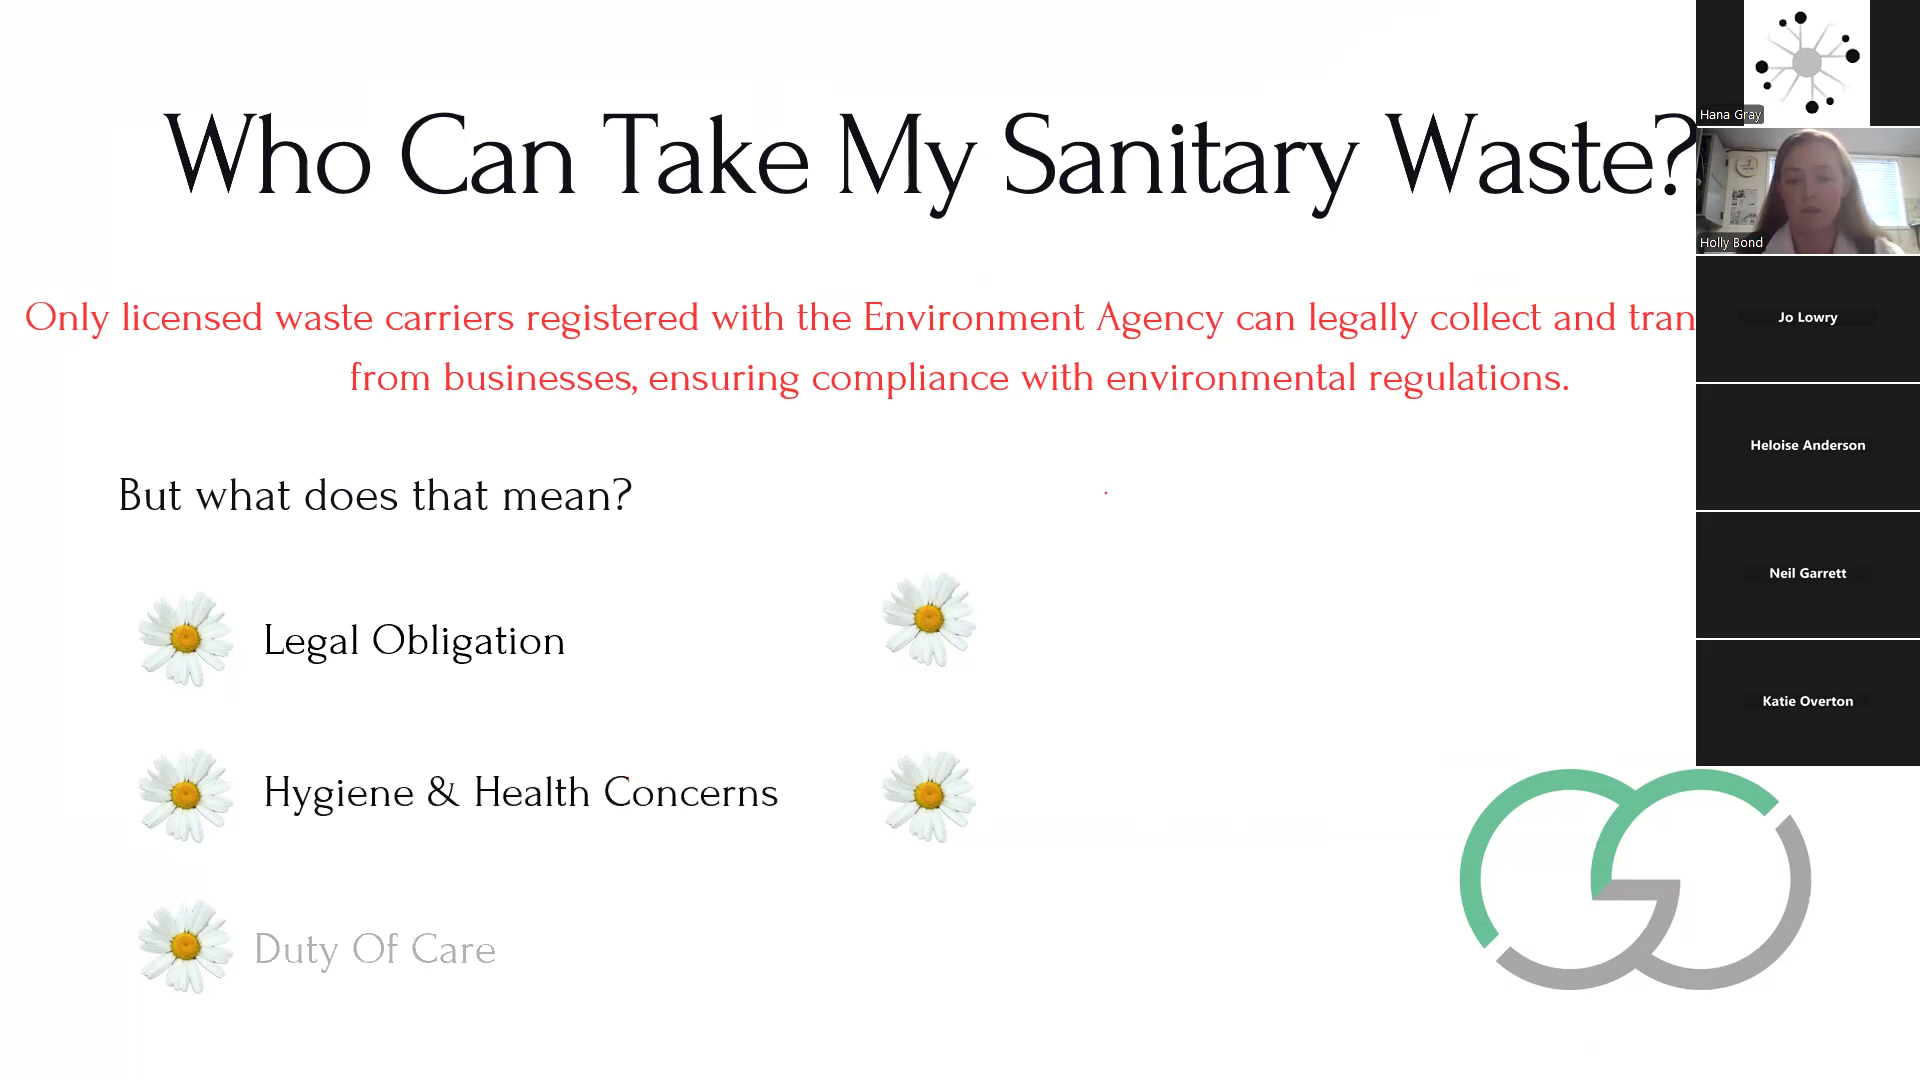 Who Can Take My Sanitary Waste?
Only licensed waste carriers registered with the Environment Agency can legally collect and tran
from businesses, ensuring compliance with environmental regulations.
But what does that mean?
Legal Obligation
Hygiene & Health Concerns
Duty Of Care
Hana Gray
Holly Bond
Jo Lowry
Heloise Anderson
Neil Garrett
Katie Overton